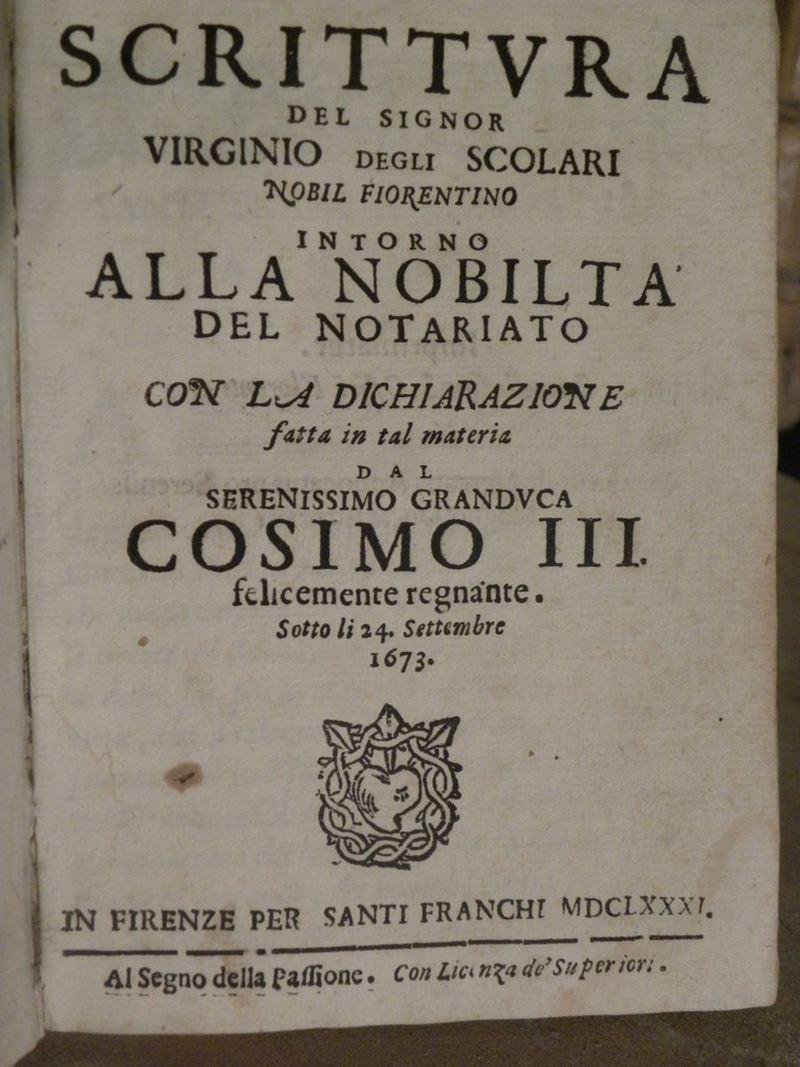 SCRITTVRA
DEL SIGNOR
VIRGINIO DEGLI SCOLARI
NOBIL FIORENTINO
INTORNO
ALLA NOBILTA'
DEL NOTARIATO
CON LA DICHIARAZIONE
fatta in tal materia
DAL
SERENISSIMO GRANDVCA
COSIMO III.
felicemente regnante.
Sotto li 24. Settembre
1673.
IN FIRENZE PER SANTI FRANCHI MDCLXXXI.
Al Segno della Paſſione. Con Licenza de' Superiori.